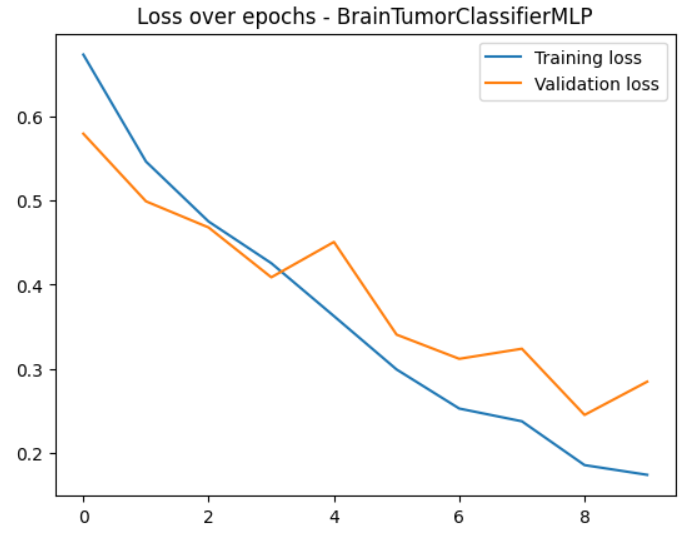 Loss over epochs - BrainTumorClassifierMLP
Training loss
Validation loss
0.6
0.5
0.4
0.3
0.2
0 2 4 6 8